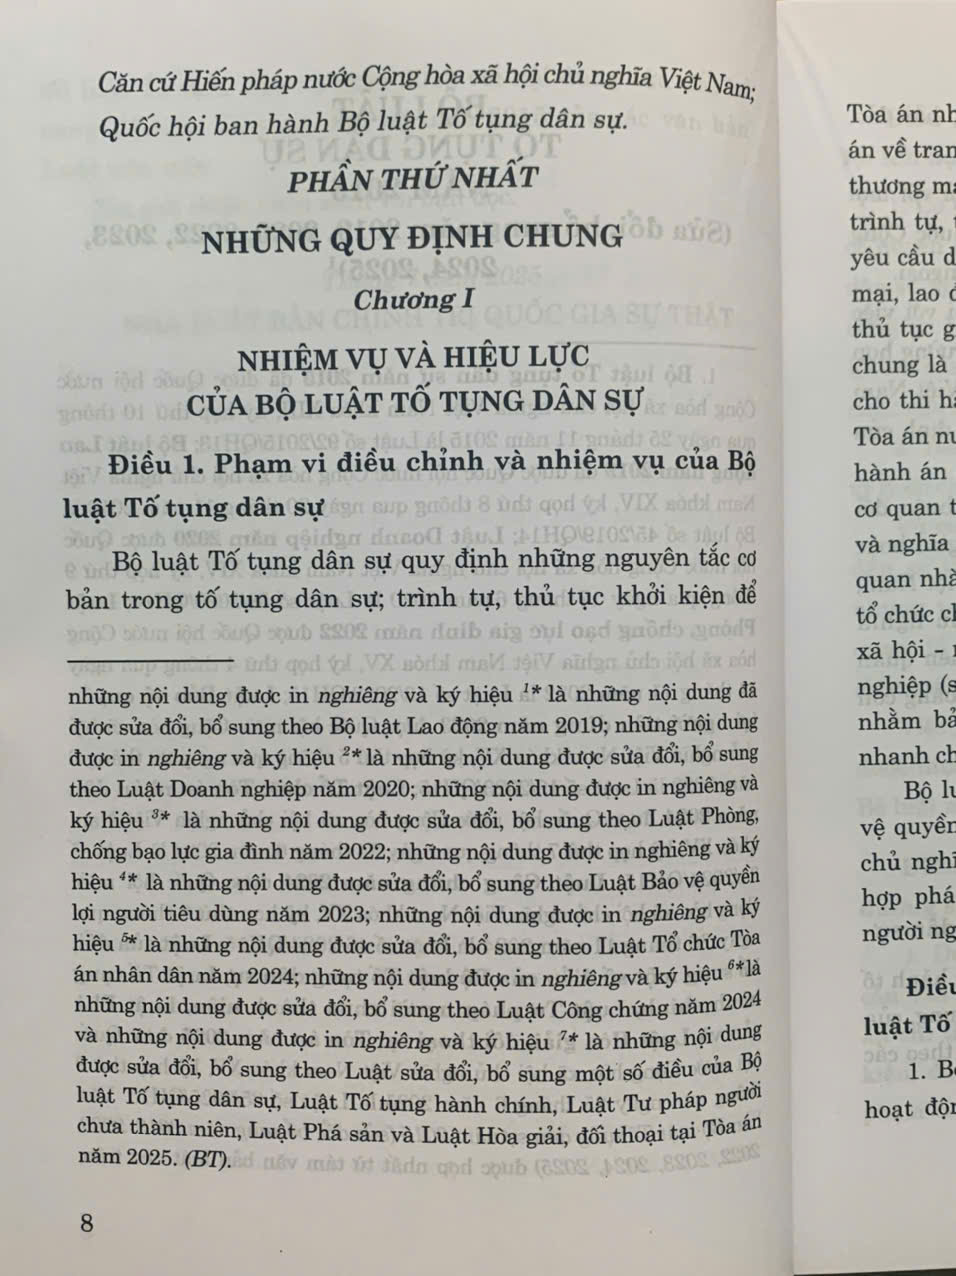 Căn cứ Hiến pháp nước Cộng hòa xã hội chủ nghĩa Việt Nam;
Quốc hội ban hành Bộ luật Tố tụng dân sự.
PHẦN THỨ NHẤT
NHỮNG QUY ĐỊNH CHUNG
Chương I
NHIỆM VỤ VÀ HIỆU LỰC
CỦA BỘ LUẬT TỐ TỤNG DÂN SỰ
Điều 1. Phạm vi điều chỉnh và nhiệm vụ của Bộ
luật Tố tụng dân sự
Bộ luật Tố tụng dân sự quy định những nguyên tắc cơ
bản trong tố tụng dân sự; trình tự, thủ tục khởi kiện để
những nội dung được in nghiêng và ký hiệu 1* là những nội dung đã
được sửa đổi, bổ sung theo Bộ luật Lao động năm 2019; những nội dung
được in nghiêng và ký hiệu 2* là những nội dung được sửa đổi, bổ sung
theo Luật Doanh nghiệp năm 2020; những nội dung được in nghiêng và
ký hiệu 3* là những nội dung được sửa đổi, bổ sung theo Luật Phòng,
chống bạo lực gia đình năm 2022; những nội dung được in nghiêng và ký
hiệu 4* là những nội dung được sửa đổi, bổ sung theo Luật Bảo vệ quyền
lợi người tiêu dùng năm 2023; những nội dung được in nghiêng và ký
hiệu 5* là những nội dung được sửa đổi, bổ sung theo Luật Tổ chức Tòa
án nhân dân năm 2024; những nội dung được in nghiêng và ký hiệu 6* là
những nội dung được sửa đổi, bổ sung theo Luật Công chứng năm 2024
và những nội dung được in nghiêng và ký hiệu 7* là những nội dung
được sửa đổi, bổ sung theo Luật sửa đổi, bổ sung một số điều của Bộ
luật Tố tụng dân sự, Luật Tố tụng hành chính, Luật Tư pháp người
chưa thành niên, Luật Phá sản và Luật Hòa giải, đối thoại tại Tòa án
năm 2025. (BT).
8
Tòa án
án về
thương
trình tự,
yêu cầu
mại, lao
thủ tục
chung là
cho thi
Tòa án
hành án
cơ quan
và nghĩa
quan
tổ chức
xã hội -
nghiệp
nhằm
nhanh
Bộ
vệ
chủ
hợp
người
Điều
luật Tố
1.
hoạt